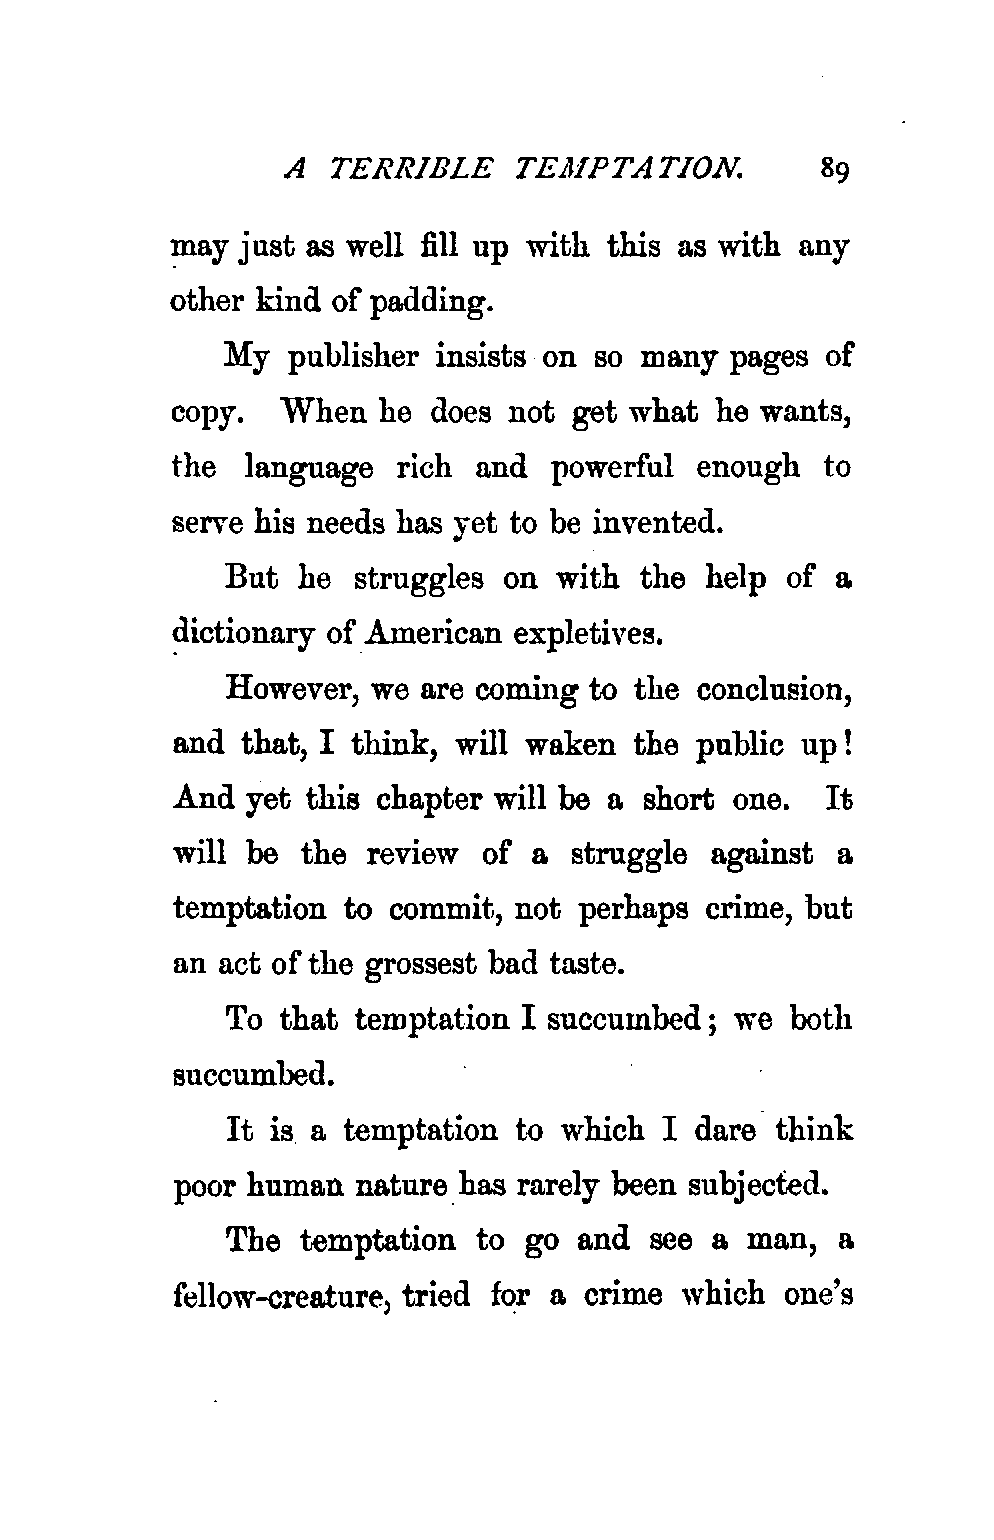 A TERRIBLE TEMPTATION. 89
may just as well fill up with this as with any
other kind of padding.
My publisher insists on so many pages of
copy. When he does not get what he wants,
the language rich and powerful enough to
serve his needs has yet to be invented.
But he struggles on with the help of a
dictionary of American expletives.
However, we are coming to the conclusion,
and that, I think, will waken the public up!
And yet this chapter will be a short one. It
will be the review of a struggle against a
temptation to commit, not perhaps crime, but
an act of the grossest bad taste.
To that temptation I succumbed; we both
succumbed.
It is a temptation to which I dare think
poor human nature has rarely been subjected.
The temptation to go and see a man, a
fellow-creature, tried for a crime which one's